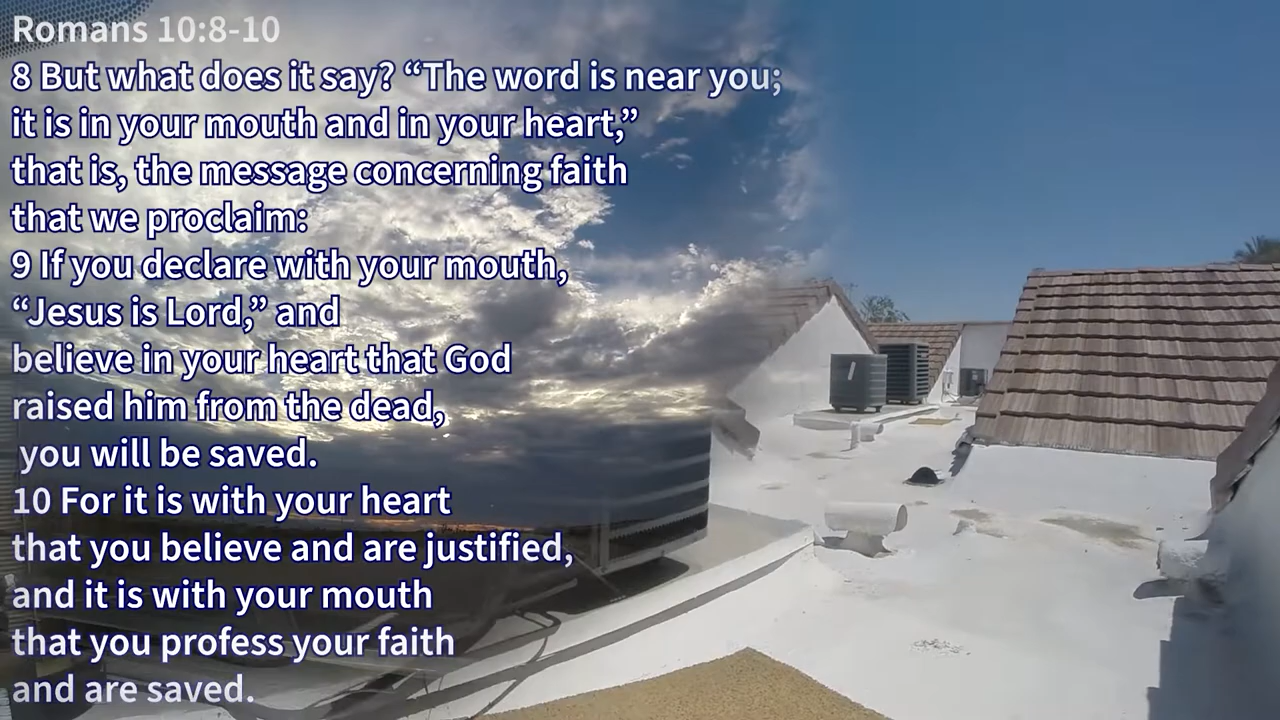 Romans 10:8-10
8 But what does it say? “The word is near you;
it is in your mouth and in your heart,”
that is, the message concerning faith
that we proclaim:
9 If you declare with your mouth,
“Jesus is Lord,” and
believe in your heart that God
raised him from the dead,
you will be saved.
10 For it is with your heart
that you believe and are justified,
and it is with your mouth
that you profess your faith
and are saved.